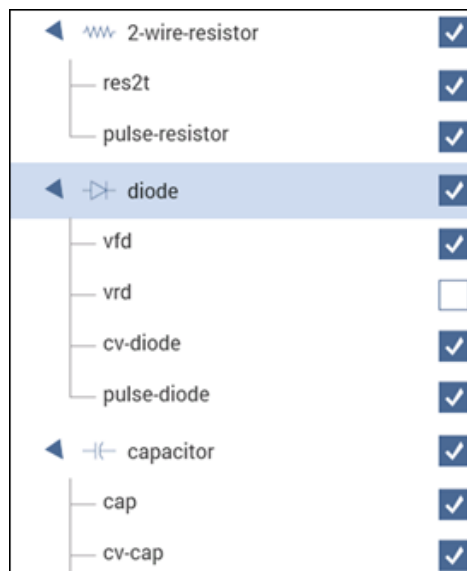 2-wire-resistor
res2t
pulse-resistor
diode
vfd
vrd
cv-diode
pulse-diode
capacitor
cap
cv-cap